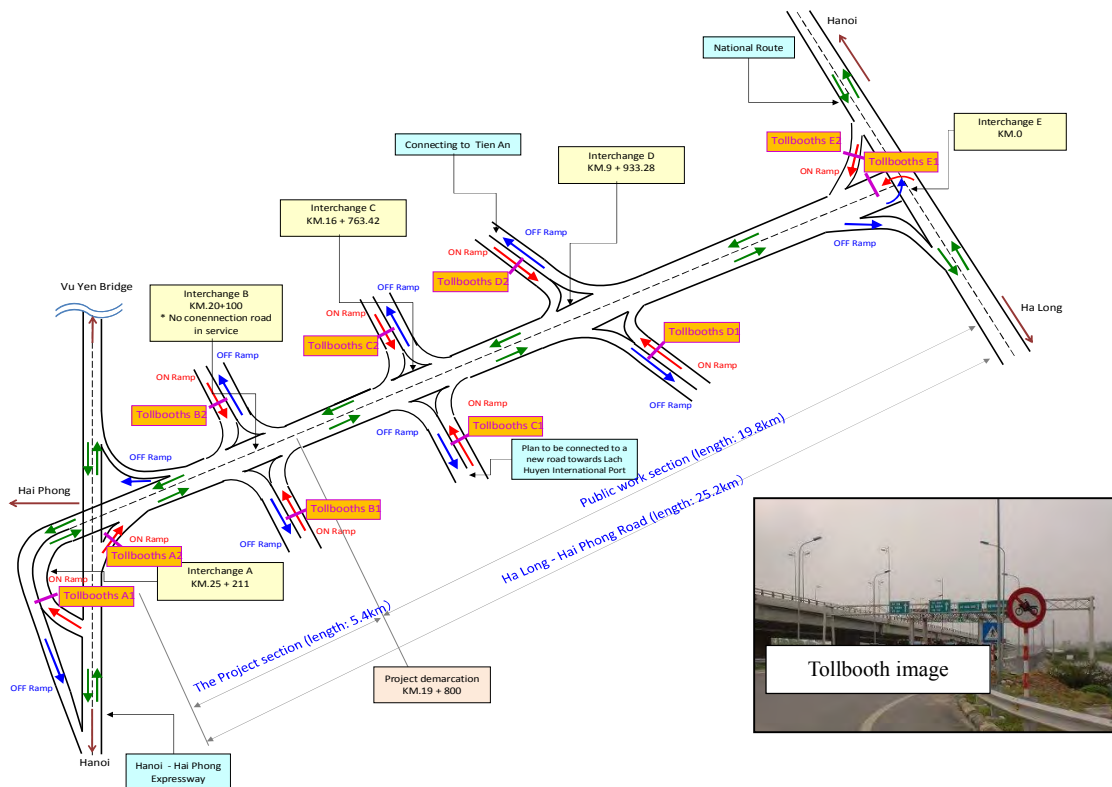 Hanoi
National Route
Interchange E
KM.0
Tollbooths E2
Tollbooths E1
ON Ramp
OFF Ramp
Connecting to  Tien An
Interchange D
KM.9 + 933.28
OFF Ramp
ON Ramp
Tollbooths D2
Interchange C
KM.16 + 763.42
OFF Ramp
ON Ramp
Tollbooths C2
Vu Yen Bridge
Interchange B
KM.20+100
* No conennection road
in service
OFF Ramp
ON Ramp
Tollbooths B2
Ha Long
Tollbooths D1
ON Ramp
OFF Ramp
ON Ramp
Tollbooths C1
OFF Ramp
Plan to be connected to a
new road towards Lach
Huyen International Port
OFF Ramp
Hai Phong
Tollbooths B1
ON Ramp
OFF Ramp
ON Ramp
Tollbooths A2
Interchange A
KM.25 + 211
ON Ramp
Tollbooths A1
OFF Ramp
Public work section (length: 19.8km)
Ha Long - Hai Phong Road (length: 25.2km)
The Project section (length: 5.4km)
Project demarcation
KM.19 + 800
Hanoi
Hanoi  - Hai Phong
Expressway
Tollbooth image